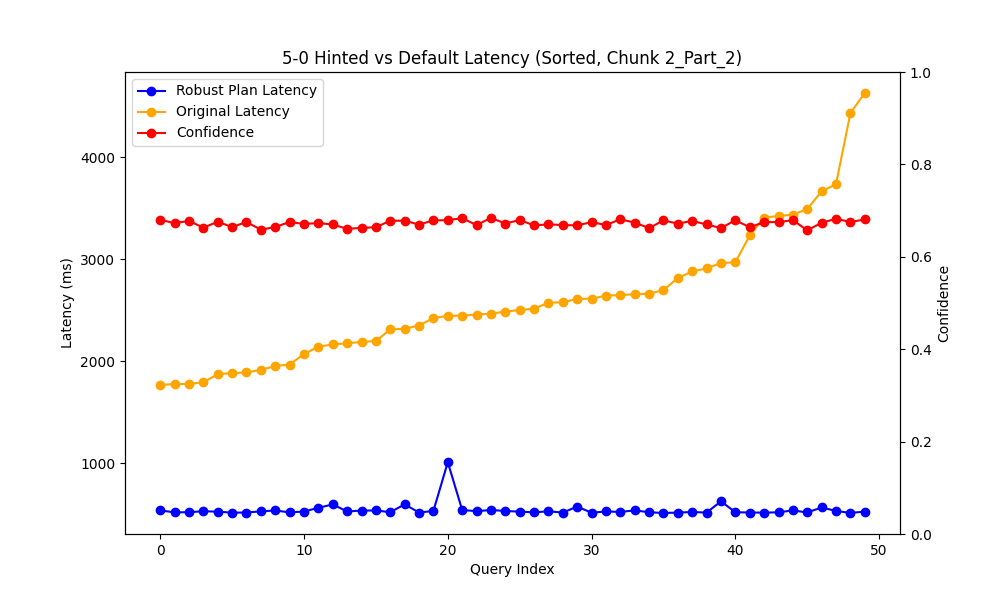 5-0 Hinted vs Default Latency (Sorted, Chunk 2_Part_2)
Robust Plan Latency
Original Latency
Confidence
Latency (ms)
4000
3000
2000
1000
1.0
0.8
0.6
0.4
0.2
0.0
Confidence
0
10
20
30
40
50
Query Index